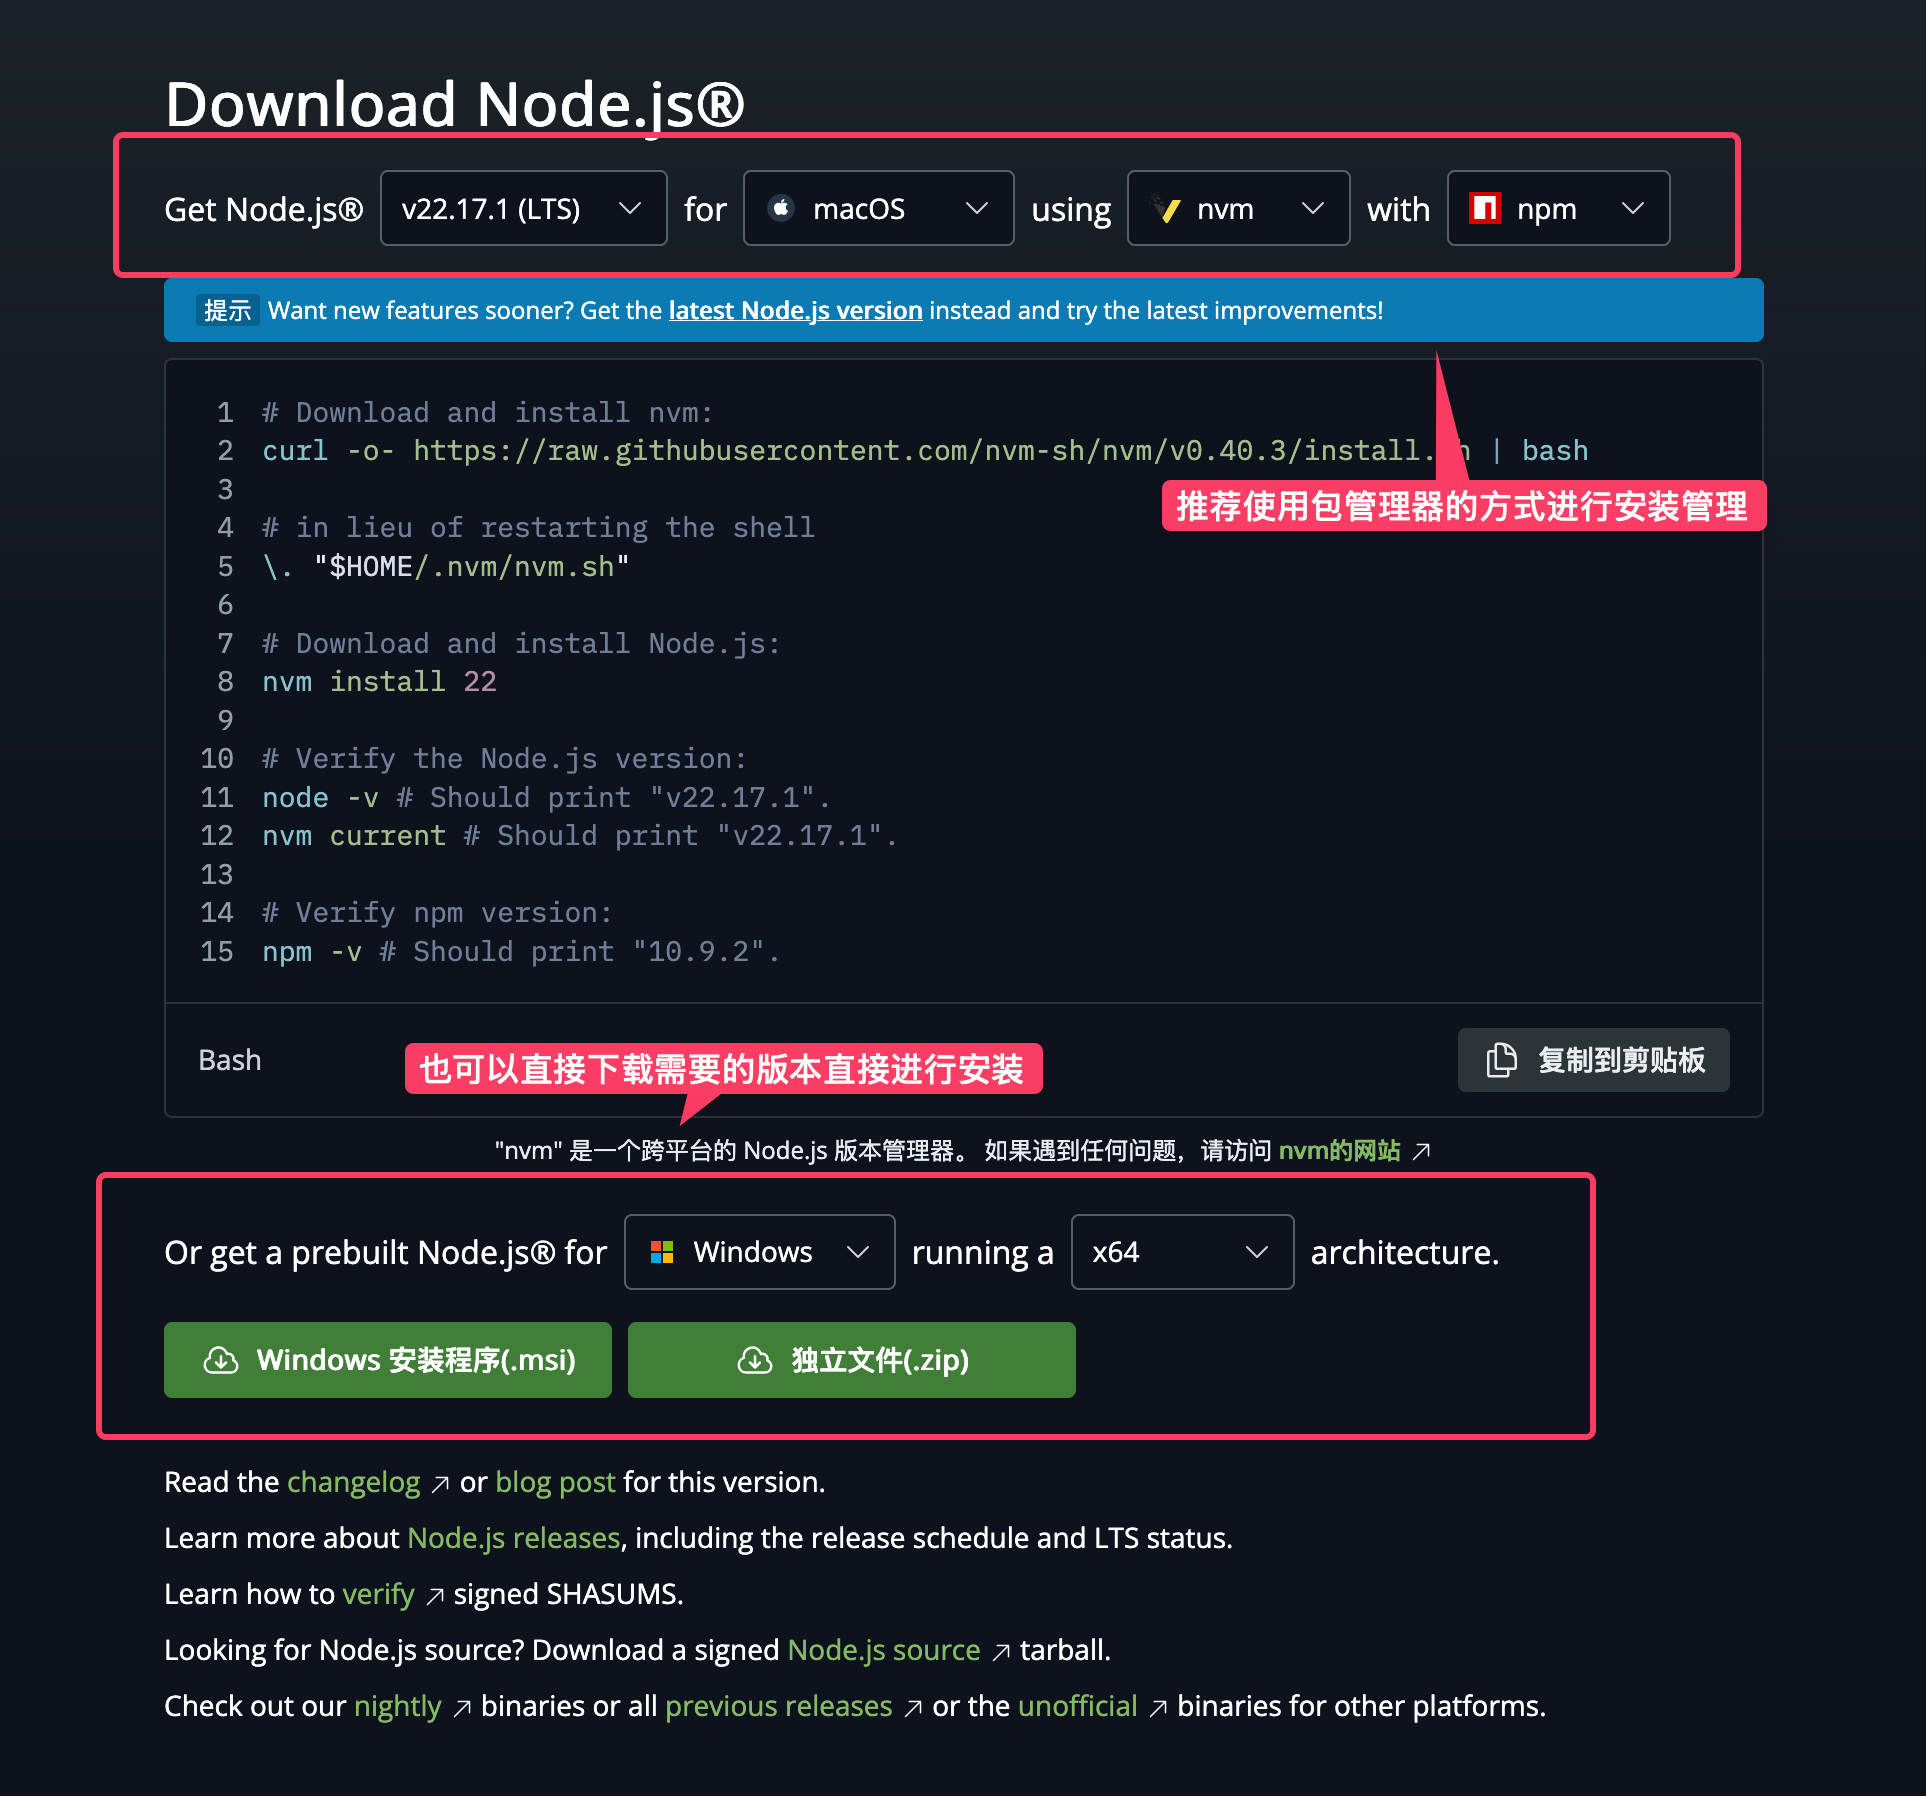 Download Node.js®
Get Node.js® v22.17.1 (LTS) for macOS using nvm with npm
提示 Want new features sooner? Get the latest Node.js version instead and try the latest improvements!
1 # Download and install nvm:
2 curl -o- https://raw.githubusercontent.com/nvm-sh/nvm/v0.40.3/install. | bash
3
推荐使用包管理器的方式进行安装管理
4 # in lieu of restarting the shell
5 \. "$HOME/.nvm/nvm.sh"
6
7 # Download and install Node.js:
8 nvm install 22
9
10 # Verify the Node.js version:
11 node -v # Should print "v22.17.1".
12 nvm current # Should print "v22.17.1".
13
14 # Verify npm version:
15 npm -v # Should print "10.9.2".
Bash
也可以直接下载需要的版本直接进行安装
复制到剪贴板
"nvm" 是一个跨平台的 Node.js 版本管理器。 如果遇到任何问题，请访问 nvm的网站 ↗
Or get a prebuilt Node.js® for Windows running a x64 architecture.
Windows 安装程序(.msi)
独立文件(.zip)
Read the changelog ↗ or blog post for this version.
Learn more about Node.js releases, including the release schedule and LTS status.
Learn how to verify ↗ signed SHASUMS.
Looking for Node.js source? Download a signed Node.js source ↗ tarball.
Check out our nightly ↗ binaries or all previous releases ↗ or the unofficial ↗ binaries for other platforms.